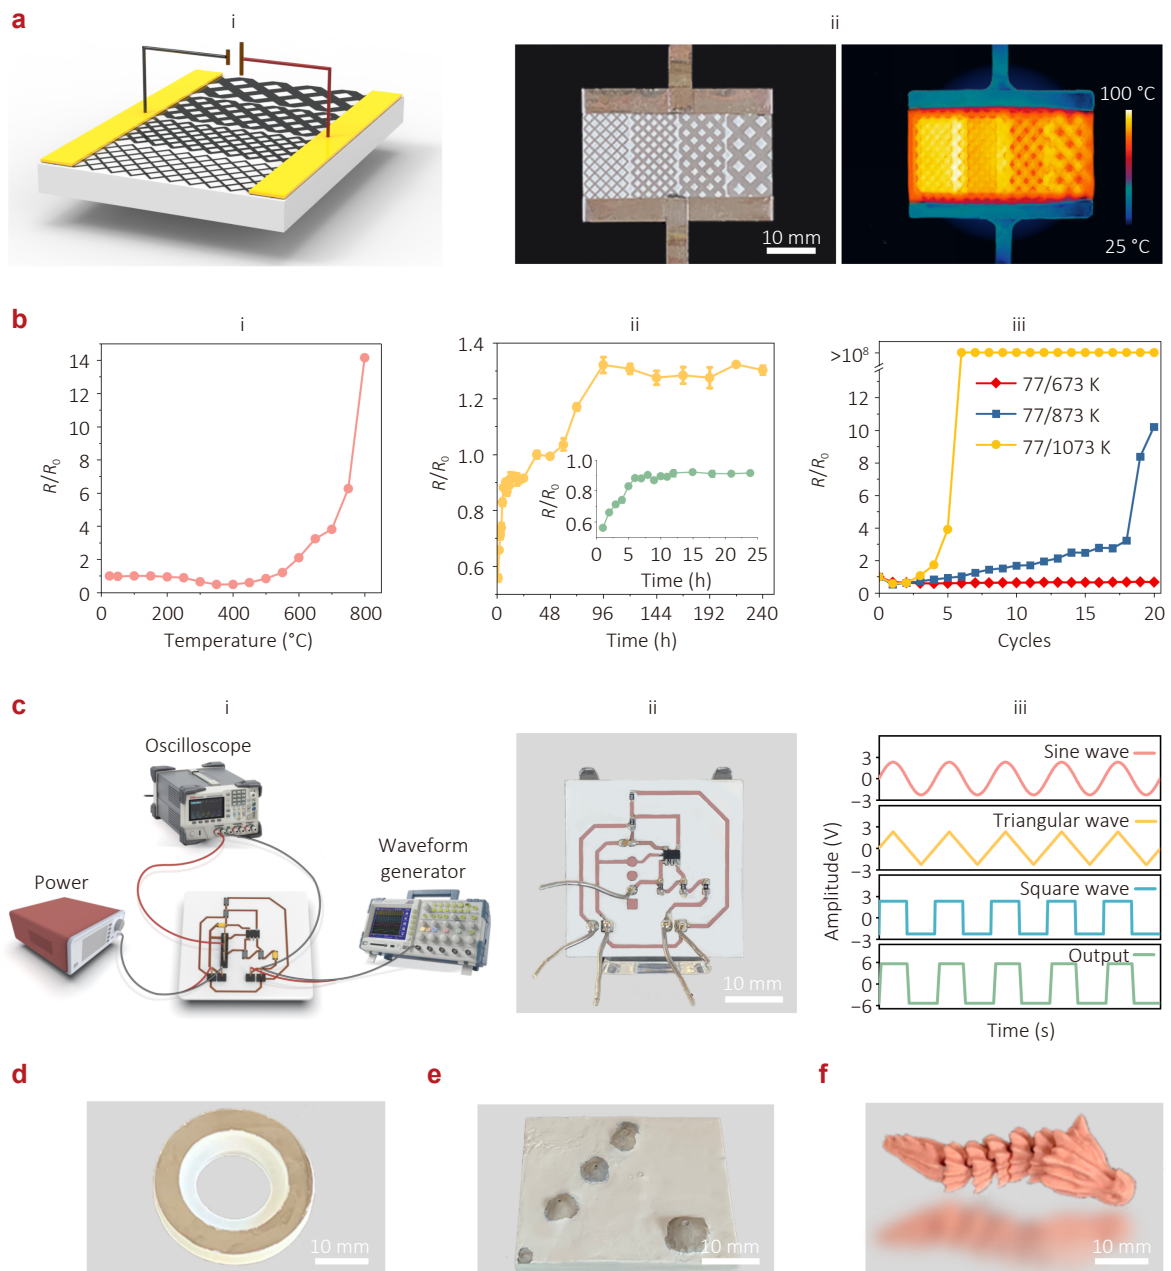 a
i
ii
100 °C
25 °C
10 mm
b
i
ii
iii
R/R0
14
12
10
8
6
4
2
0
0
200
400
600
800
Temperature (°C)
R/R0
1.4
1.2
1.0
0.8
0.6
0
48
96
144
192
240
Time (h)
R/R0
1.0
0.8
0.6
0
5
10
15
20
25
Time (h)
R/R0
>10⁸
12
10
8
6
4
2
0
0
5
10
15
20
Cycles
77/673 K
77/873 K
77/1073 K
c
i
ii
iii
Oscilloscope
Power
Waveform
generator
10 mm
Amplitude (V)
3
0
−3
Sine wave
3
0
−3
Triangular wave
3
0
−3
Square wave
6
0
−6
Output
Time (s)
d
e
f
10 mm
10 mm
10 mm